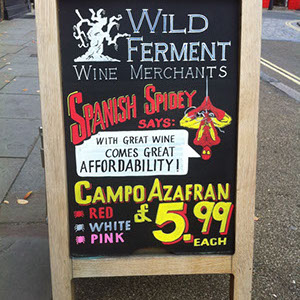 WILD
FERMENT
WINE MERCHANTS
SPANISH SPIDEY
SAYS:
WITH GREAT WINE
COMES GREAT
AFFORDABILITY!
CAMPO AZAFRAN
RED
WHITE
PINK
£5.99
EACH